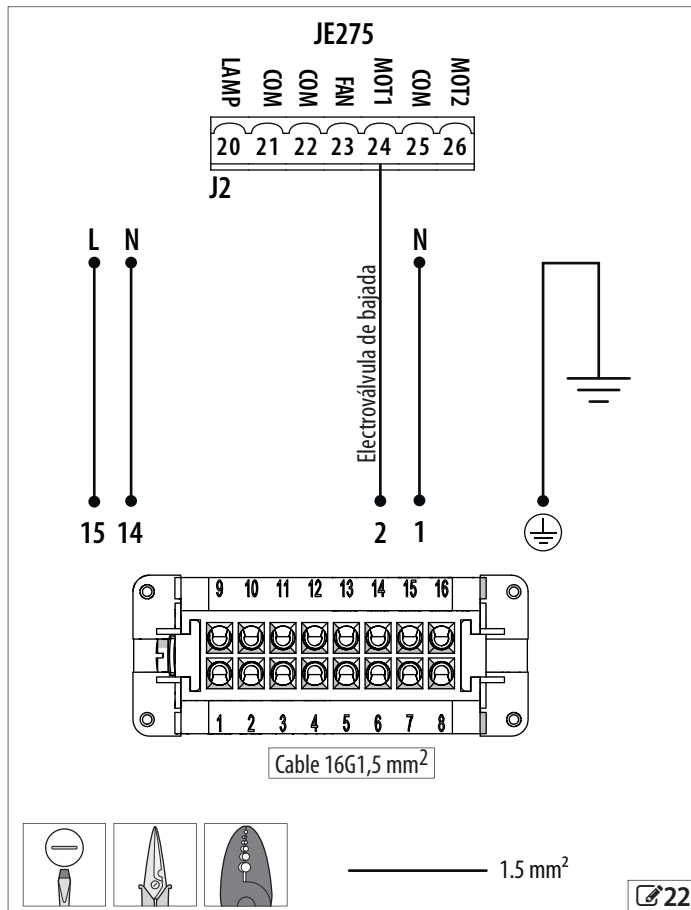 JE275
LAMP COM COM FAN MOT1 COM MOT2
20 21 22 23 24 25 26
J2
L N N
Electroválvula de bajada
15 14 2 1
9 10 11 12 13 14 15 16
1 2 3 4 5 6 7 8
Cable 16G1,5 mm²
1.5 mm²
22